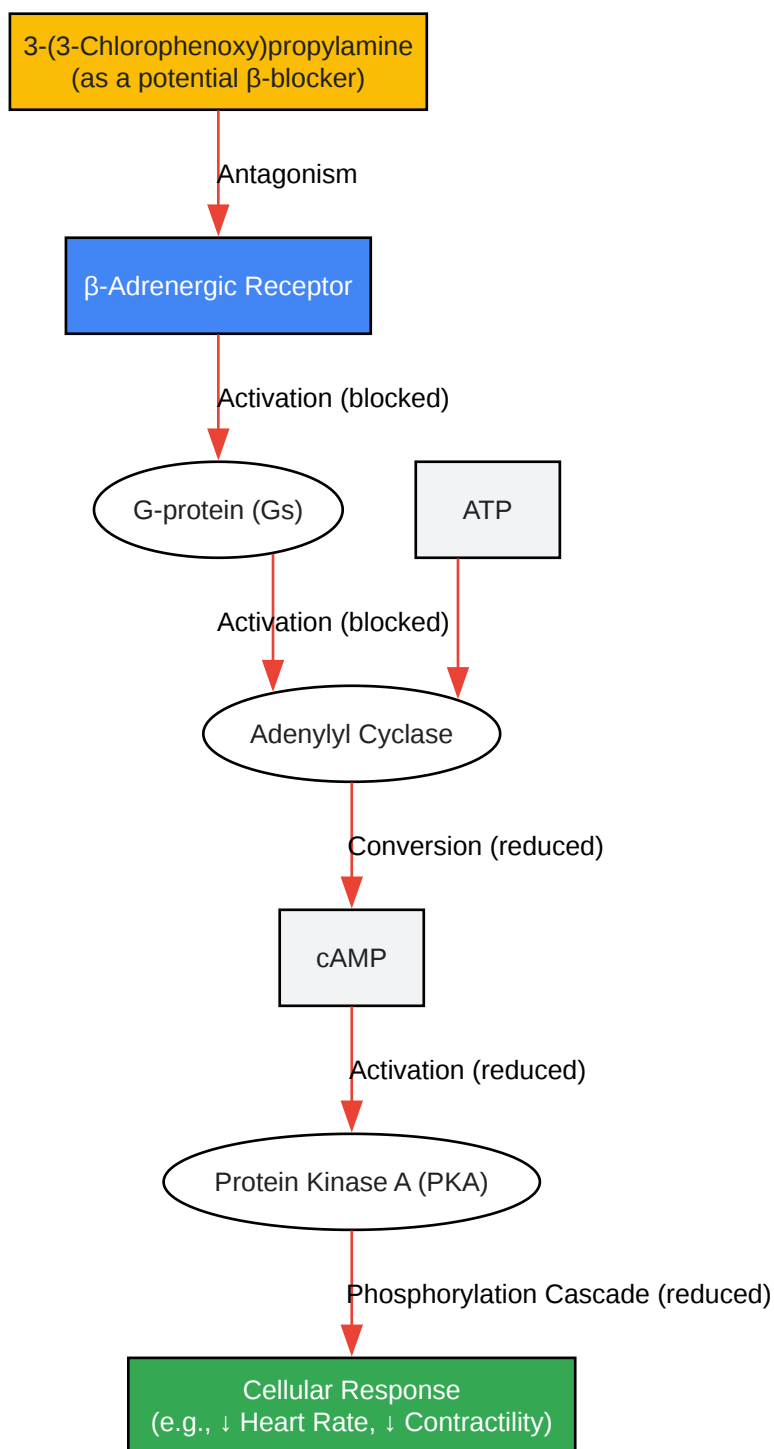 3-(3-Chlorophenoxy)propylamine
(as a potential β-blocker)
Antagonism
β-Adrenergic Receptor
Activation (blocked)
G-protein (Gs)
ATP
Activation (blocked)
Adenylyl Cyclase
Conversion (reduced)
cAMP
Activation (reduced)
Protein Kinase A (PKA)
Phosphorylation Cascade (reduced)
Cellular Response
(e.g., ↓ Heart Rate, ↓ Contractility)